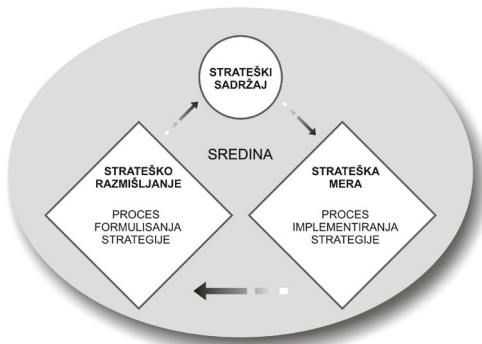 STRATEŠKI
SADRŽAJ
SREDINA
STRATEŠKO
RAZMIŠLJANJE
PROCES
FORMULISANJA
STRATEGIJE
STRATEŠKA
MERA
PROCES
IMPLEMENTIRANJA
STRATEGIJE